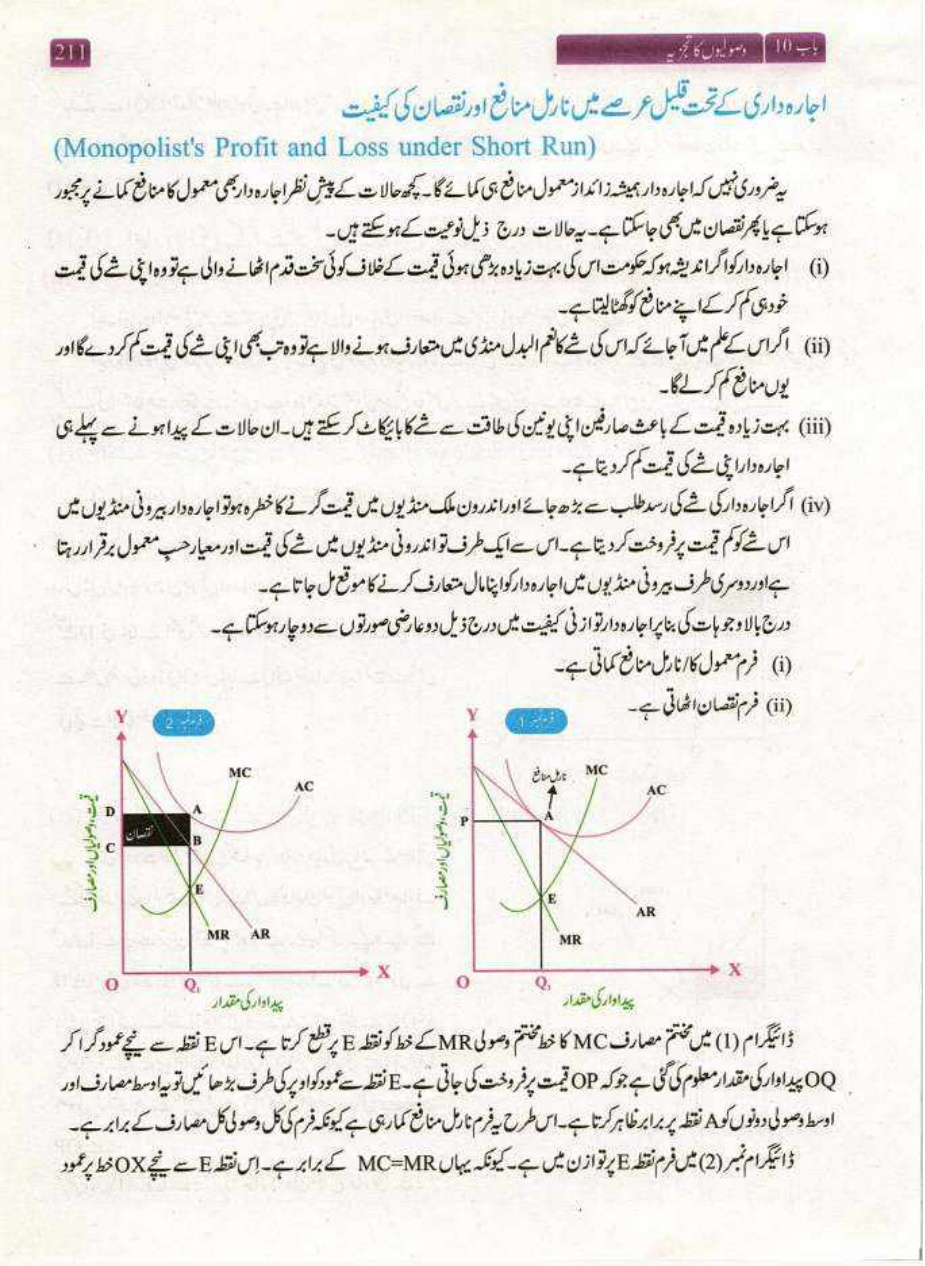 211
باب 10 وصولیوں کا تجزیہ
اجارہ داری کے تحت قلیل عرصے میں نارمل منافع اور نقصان کی کیفیت
(Monopolist's Profit and Loss under Short Run)
یہ ضروری نہیں کہ اجارہ دار ہمیشہ زائد از معمول منافع ہی کمائے گا۔ کچھ حالات کے پیش نظر اجارہ دار بھی معمول کا منافع کمانے پر مجبور
ہوسکتا ہے یا پھر نقصان میں بھی جاسکتا ہے۔ یہ حالات درج ذیل نوعیت کے ہوسکتے ہیں۔
(i) اجارہ دار کو اگر اندیشہ ہو کہ حکومت اس کی بہت زیادہ بڑھی ہوئی قیمت کے خلاف کوئی سخت قدم اٹھانے والی ہے تو وہ اپنی شے کی قیمت
خود ہی کم کر کے اپنے منافع کو گھٹا لیتا ہے۔
(ii) اگر اس کے علم میں آ جائے کہ اس کی شے کا نعم البدل منڈی میں متعارف ہونے والا ہے تو وہ تب بھی اپنی شے کی قیمت کم کر دے گا اور
یوں منافع کم کر لے گا۔
(iii) بہت زیادہ قیمت کے باعث صارفین اپنی یونین کی طاقت سے شے کا بائیکاٹ کر سکتے ہیں۔ ان حالات کے پیدا ہونے سے پہلے ہی
اجارہ دار اپنی شے کی قیمت کم کر دیتا ہے۔
(iv) اگر اجارہ دار کی شے کی رسد طلب سے بڑھ جائے اور اندرون ملک منڈیوں میں قیمت گرنے کا خطرہ ہو تو اجارہ دار بیرونی منڈیوں میں
اس شے کو کم قیمت پر فروخت کر دیتا ہے۔ اس سے ایک طرف تو اندرونی منڈیوں میں شے کی قیمت اور معیار حسبِ معمول برقرار رہتا
ہے اور دوسری طرف بیرونی منڈیوں میں اجارہ دار کو اپنا مال متعارف کرنے کا موقع مل جاتا ہے۔
درج بالا وجوہات کی بنا پر اجارہ دار توازنی کیفیت میں درج ذیل دو عارضی صورتوں سے دوچار ہوسکتا ہے۔
(i) فرم معمول کا/نارمل منافع کماتی ہے۔
(ii) فرم نقصان اٹھاتی ہے۔
فرم نمبر 1
Y
نارمل منافع
MC
AC
P
A
قیمت، وصولیاں اور مصارف
E
AR
MR
O
Q₁
X
پیداوار کی مقدار
فرم نمبر 2
Y
MC
AC
D
A
نقصان
C
B
قیمت، وصولیاں اور مصارف
E
MR
AR
O
Q₁
X
پیداوار کی مقدار
ڈائیگرام (1) میں مختتم مصارف MC کا خط مختتم وصولی MR کے خط کو نقطہ E پر قطع کرتا ہے۔ اس E نقطہ سے نیچے عمود گرا کر
OQ پیداوار کی مقدار معلوم کی گئی ہے جو کہ OP قیمت پر فروخت کی جاتی ہے۔ E نقطہ سے عمود کو اوپر کی طرف بڑھائیں تو یہ اوسط مصارف اور
اوسط وصولی دونوں کو A نقطہ پر برابر ظاہر کرتا ہے۔ اس طرح یہ فرم نارمل منافع کما رہی ہے کیونکہ فرم کی کل وصولی کل مصارف کے برابر ہے۔
ڈائیگرام نمبر (2) میں فرم نقطہ E پر توازن میں ہے۔ کیونکہ یہاں MC=MR کے برابر ہے۔ اِس نقطہ E سے نیچے OX خط پر عمود